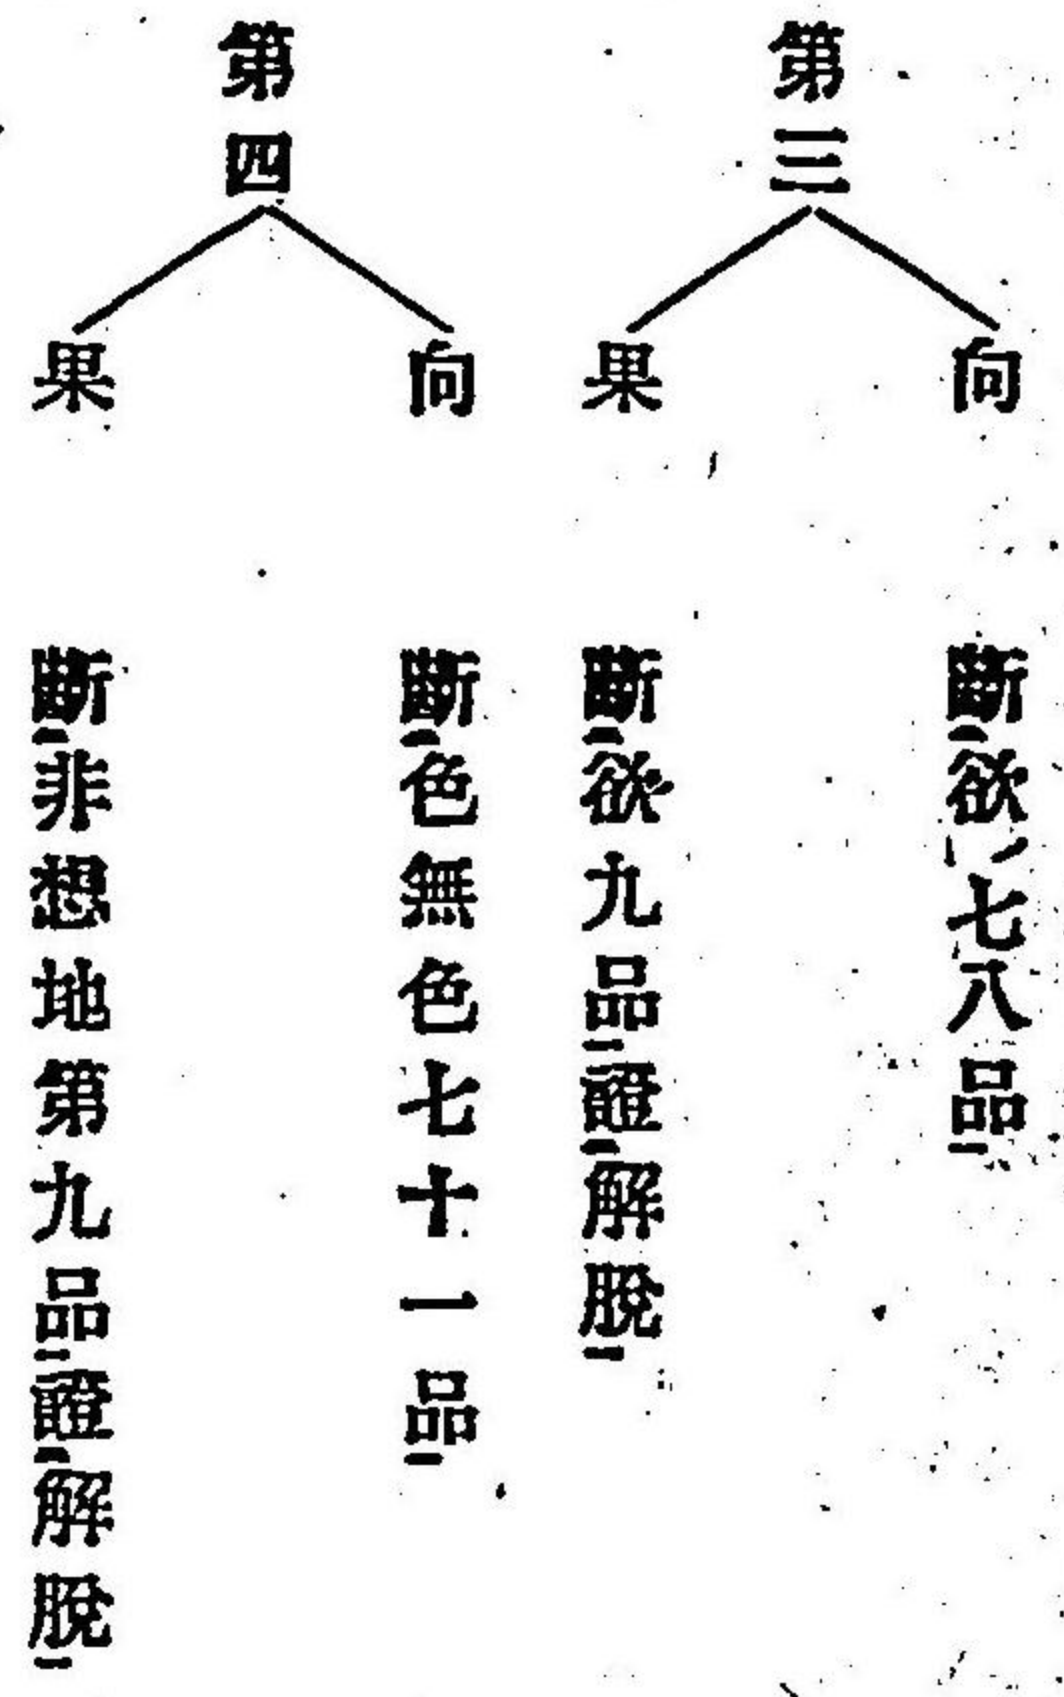 第三
向
斷欲七八品
果
斷欲九品證解脫
第四
向
斷色無色七十一品
果
斷非想地第九品證解脫